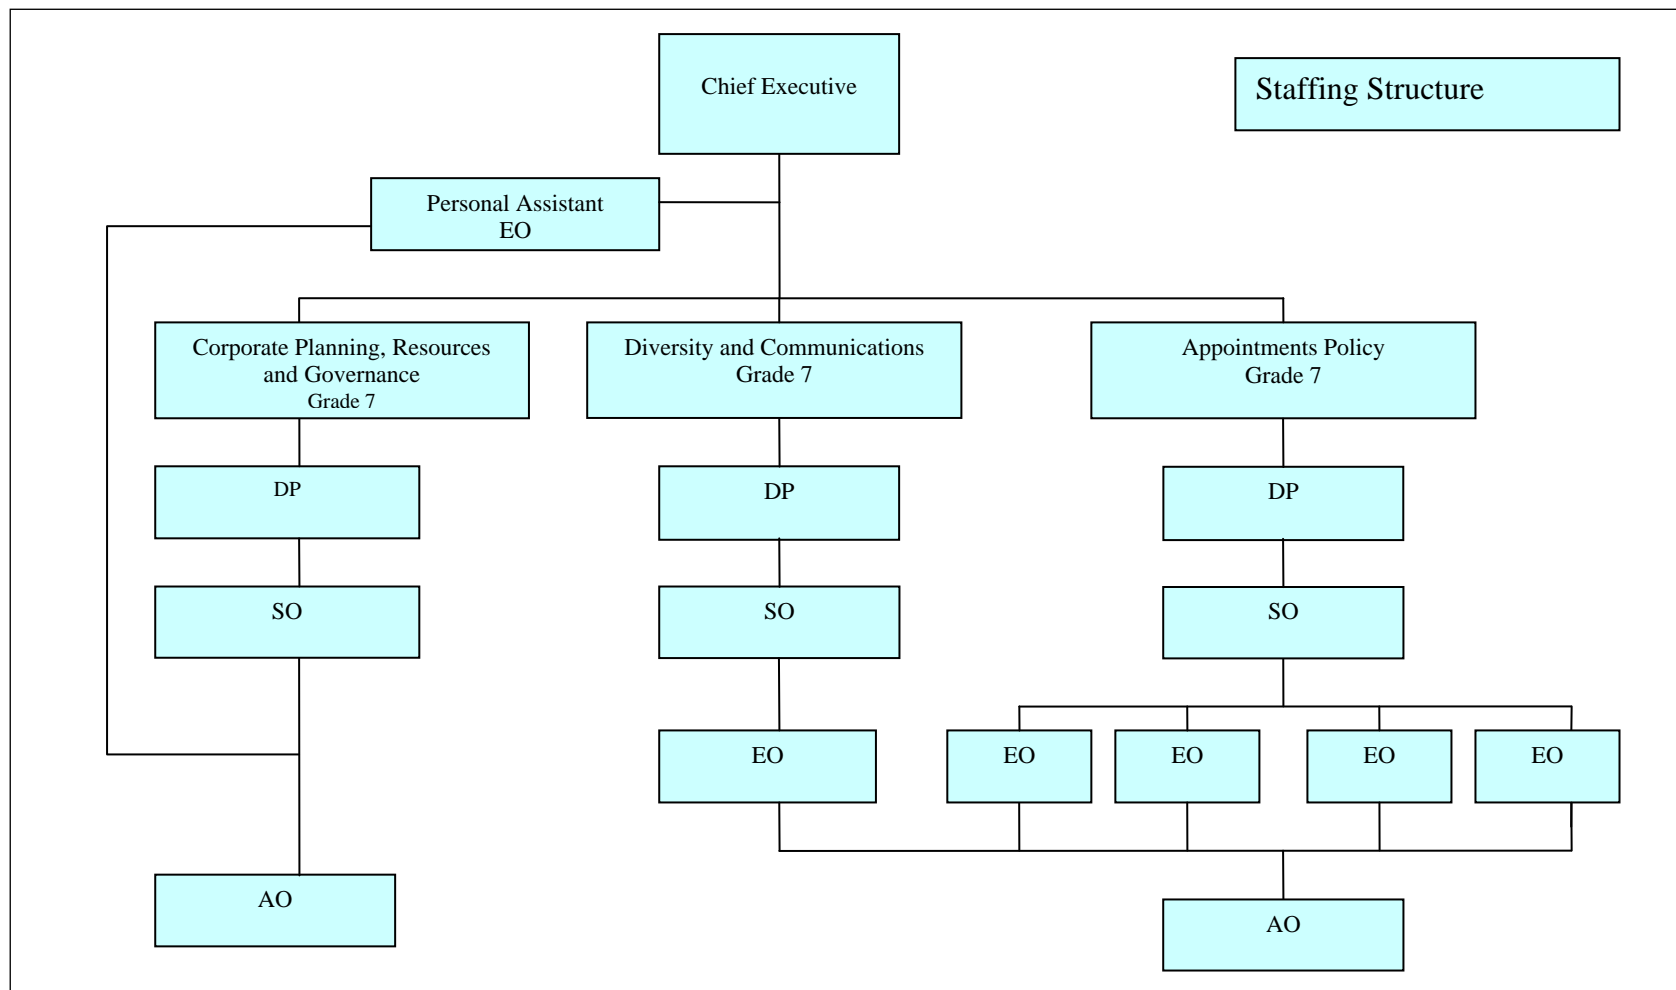 Chief Executive
Staffing Structure
Personal Assistant
EO
Corporate Planning, Resources
and Governance
Grade 7
Diversity and Communications
Grade 7
Appointments Policy
Grade 7
DP
DP
DP
SO
SO
SO
EO
EO
EO
EO
EO
AO
AO